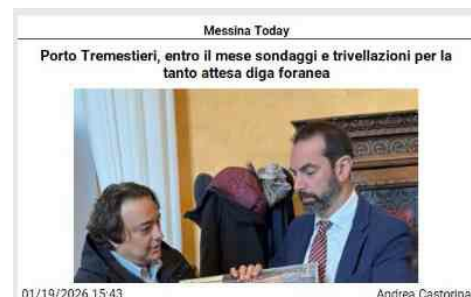 Messina Today
Porto Tremestieri, entro il mese sondaggi e trivellazioni per la
tanto attesa diga foranea
01/19/2026 15:43
Andrea Castorina